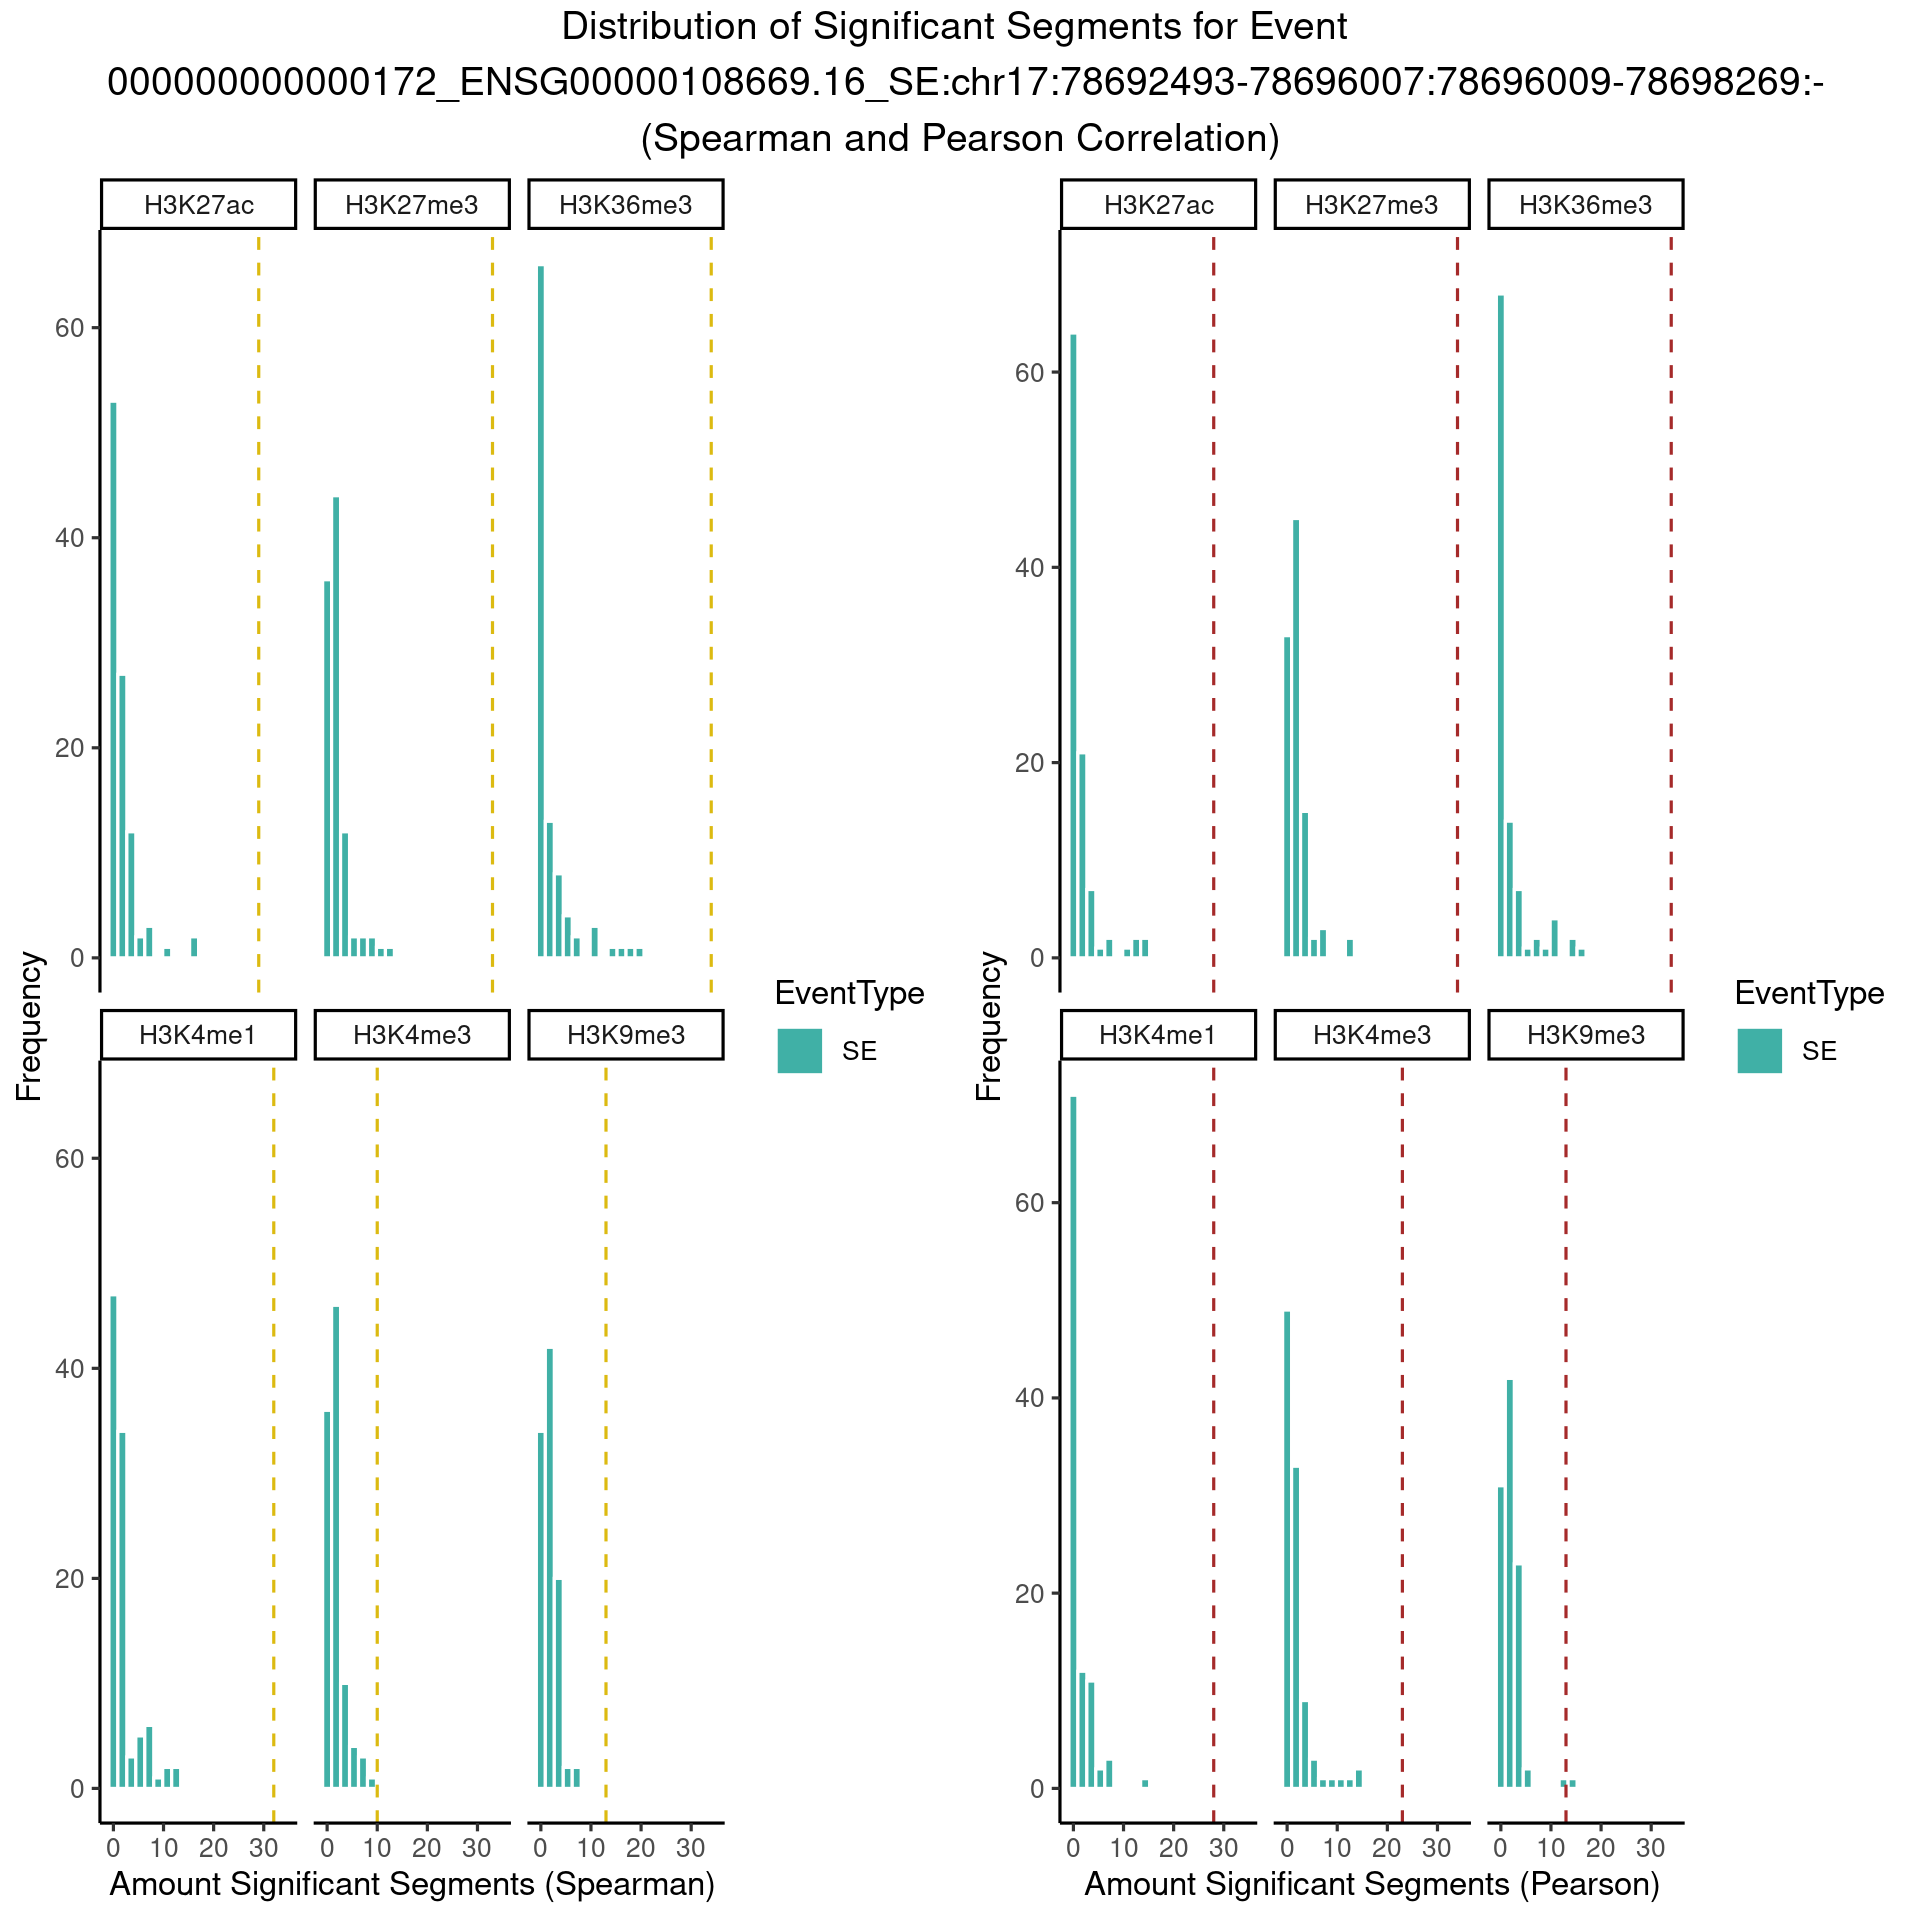 Distribution of Significant Segments for Event
000000000000172_ENSG00000108669.16_SE:chr17:78692493-78696007:78696009-78698269:-
(Spearman and Pearson Correlation)
H3K27ac H3K27me3 H3K36me3
60
40
20
0
H3K4me1 H3K4me3 H3K9me3
60
40
20
0
0 10 20 30 0 10 20 30 0 10 20 30
Frequency
Amount Significant Segments (Spearman)
EventType
SE
H3K27ac H3K27me3 H3K36me3
60
40
20
0
H3K4me1 H3K4me3 H3K9me3
60
40
20
0
0 10 20 30 0 10 20 30 0 10 20 30
Frequency
Amount Significant Segments (Pearson)
EventType
SE